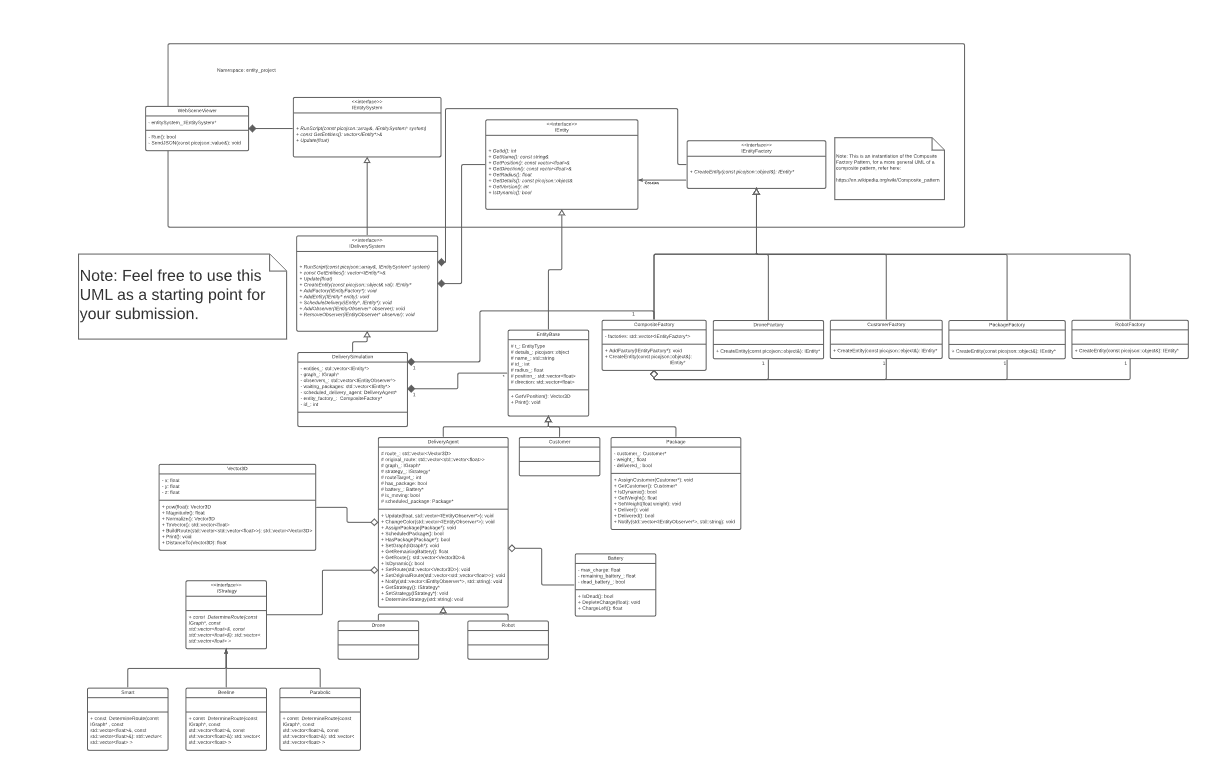 Namespace: entity_project
WebSceneViewer
- entitySystem_:IEntitySystem*
- Run(): bool
- SendJSON(const picojson::value&): void
<<interface>>
IEntitySystem
+ RunScript(const picojson::array&, IEntitySystem* system)
+ const GetEntities(): vector<IEntity*>&
+ Update(float)
<<interface>>
IEntity
+ GetId(): int
+ GetName(): const string&
+ GetPosition(): const vector<float>&
+ GetDirection(): const vector<float>&
+ GetRadius(): float
+ GetDetails(): const picojson::object&
+ GetVersion(): int
+ IsDynamic(): bool
<<interface>>
IEntityFactory
+ CreateEntity(const picojson::object&): IEntity*
Note: This is an instantiation of the Composite
Factory Pattern, for a more general UML of a
composite pattern, refer here:
https://en.wikipedia.org/wiki/Composite_pattern
Note: Feel free to use this
UML as a starting point for
your submission.
<<interface>>
IDeliverySystem
+ RunScript(const picojson::array&, IEntitySystem* system)
+ const GetEntities(): vector<IEntity*>&
+ Update(float)
+ CreateEntity(const picojson::object& val): IEntity*
+ AddFactory(IEntityFactory*): void
+ AddEntity(IEntity* entity): void
+ ScheduleDelivery(IEntity*, IEntity*): void
+ AddObserver(IEntityObserver* observer): void
+ RemoveObserver(IEntityObserver* observer): void
DeliverySimulation
- entities_: std::vector<IEntity*>
- graph_: IGraph*
- observers_: std::vector<IEntityObserver*>
- waiting_packages: std::vector<IEntity*>
- scheduled_delivery_agent: DeliveryAgent*
- entity_factory_: CompositeFactory*
- id_: int
1
1
*
1
EntityBase
# t_: EntityType
# details_: picojson::object
# name_: std::string
# id_: int
# radius_: float
# position_: std::vector<float>
# direction: std::vector<float>
+ GetVPosition(): Vector3D
+ Print(): void
CompositeFactory
- factories: std::vector<IEntityFactory*>
+ AddFactory(IEntityFactory*): void
+ CreateEntity(const picojson::object&):
IEntity*
DroneFactory
+ CreateEntity(const picojson::object&): IEntity*
1
CustomerFactory
+ CreateEntity(const picojson::object&): IEntity*
1
PackageFactory
+ CreateEntity(const picojson::object&): IEntity*
1
RobotFactory
+ CreateEntity(const picojson::object&): IEntity*
1
Vector3D
- x: float
- y: float
- z: float
+ pow(float): Vector3D
+ Magnitude(): float
+ Normalize(): Vector3D
+ ToVector(): std::vector<float>
+ BuildRoute(std::vector<std::vector<float>>): std::vector<Vector3D>
+ Print(): void
+ DistanceTo(Vector3D): float
DeliveryAgent
# route_: std::vector<Vector3D>
# original_route: std::vector<std::vector<float>>
# graph_: IGraph*
# strategy_: IStrategy*
# routeTarget_: int
# has_package: bool
# battery_: Battery*
# is_moving: bool
# scheduled_package: Package*
+ Update(float, std::vector<IEntityObserver*>): void
+ ChangeColor(std::vector<IEntityObserver*>): void
+ AssignPackage(Package*): void
+ ScheduledPackage(): bool
+ HasPackage(Package*): bool
+ SetGraph(IGraph*): void
+ GetRemainingBattery(): float
+ GetRoute(): std::vector<Vector3D>&
+ IsDynamic(): bool
+ SetRoute(std::vector<Vector3D>): void
+ SetOriginalRoute(std::vector<std::vector<float>>): void
+ Notify(std::vector<IEntityObserver*>, std::string): void
+ GetStrategy(): IStrategy*
+ SetStrategy(IStrategy*): void
+ DetermineStrategy(std::string): void
Customer
Package
- customer_: Customer*
- weight_: float
- delivered_: bool
+ AssignCustomer(Customer*): void
+ GetCustomer(): Customer*
+ IsDynamic(): bool
+ GetWeight(): float
+ SetWeight(float weight): void
+ Deliver(): void
+ Delivered(): bool
+ Notify(std::vector<IEntityObserver*>, std::string): void
Battery
- max_charge: float
- remaining_battery_: float
- dead_battery_: bool
+ IsDead(): bool
+ DepleteCharge(float): void
+ ChargeLeft(): float
<<interface>>
IStrategy
+ const DetermineRoute(const
IGraph*, const
std::vector<float>&, const
std::vector<float>&): std::vector<
std::vector<float> >
Drone
Robot
Smart
+ const DetermineRoute(const
IGraph* , const
std::vector<float>&, const
std::vector<float>&): std::vector<
std::vector<float> >
Beeline
+ const DetermineRoute(const
IGraph*, const
std::vector<float>&, const
std::vector<float>&): std::vector<
std::vector<float> >
Parabolic
+ const DetermineRoute(const
IGraph*, const
std::vector<float>&, const
std::vector<float>&): std::vector<
std::vector<float> >